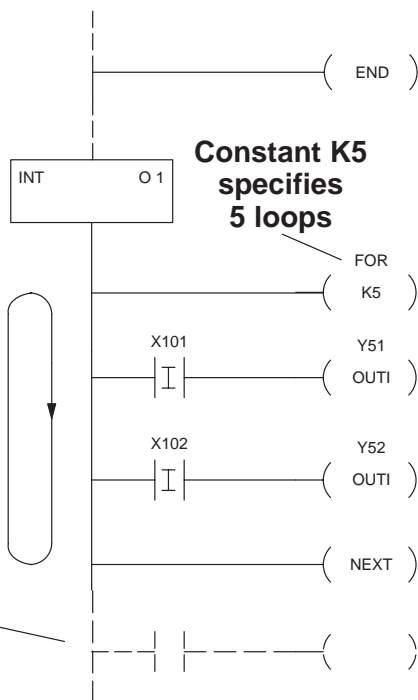 END
INT O 1
Constant K5
specifies
5 loops
FOR
K5
X101 Y51
OUTI
X102 Y52
OUTI
NEXT